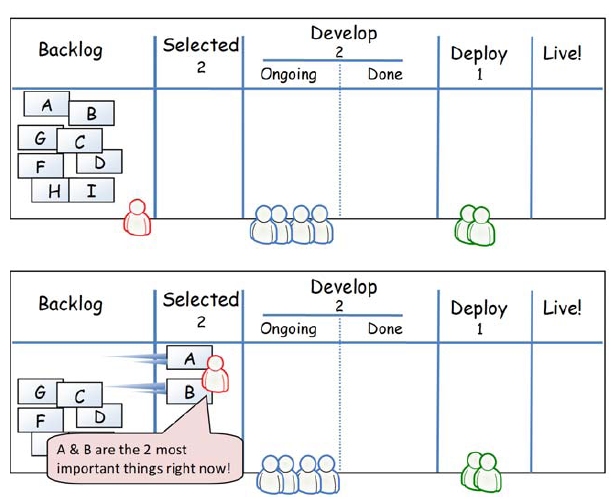 Backlog
Selected
2
Develop
2
Ongoing
Done
Deploy
1
Live!
A
B
G
C
F
D
H
I
Backlog
Selected
2
Develop
2
Ongoing
Done
Deploy
1
Live!
A
B
G
C
F
D
A & B are the 2 most
important things right now!